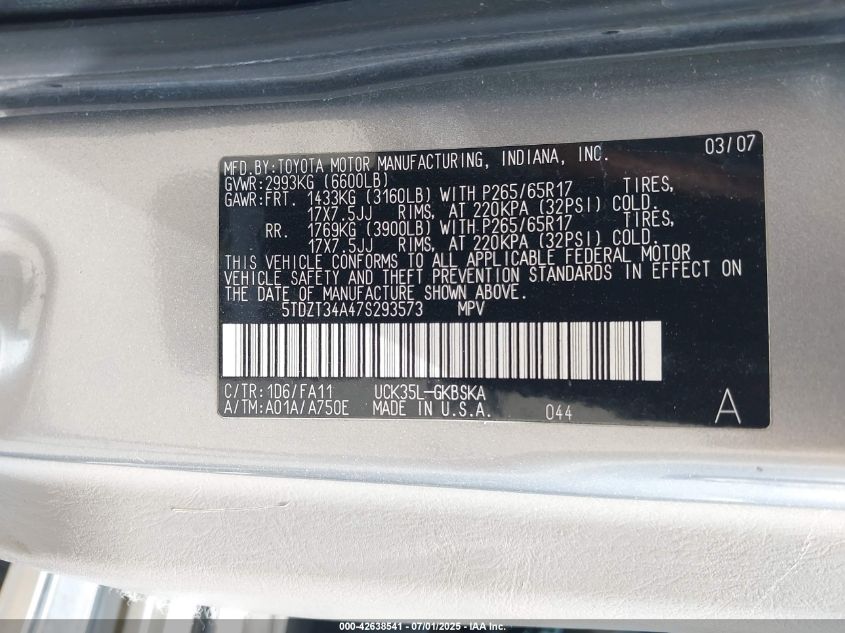 MFD.BY:TOYOTA MOTOR MANUFACTURING, INDIANA, INC. 03/07
GVWR:2993KG (6600LB)
GAWR:FRT. 1433KG (3160LB) WITH P265/65R17 TIRES,
17X7.5JJ RIMS, AT 220KPA (32PSI) COLD.
RR. 1769KG (3900LB) WITH P265/65R17 TIRES,
17X7.5JJ RIMS, AT 220KPA (32PSI) COLD.
THIS VEHICLE CONFORMS TO ALL APPLICABLE FEDERAL MOTOR
VEHICLE SAFETY AND THEFT PREVENTION STANDARDS IN EFFECT ON
THE DATE OF MANUFACTURE SHOWN ABOVE.
5TDZT34A47S293573 MPV
C/TR:1D6/FA11 UCK35L-GKBSKA
A/TM:A01A/A750E MADE IN U.S.A. 044 A
000-42638541 - 07/01/2025 - IAA Inc.